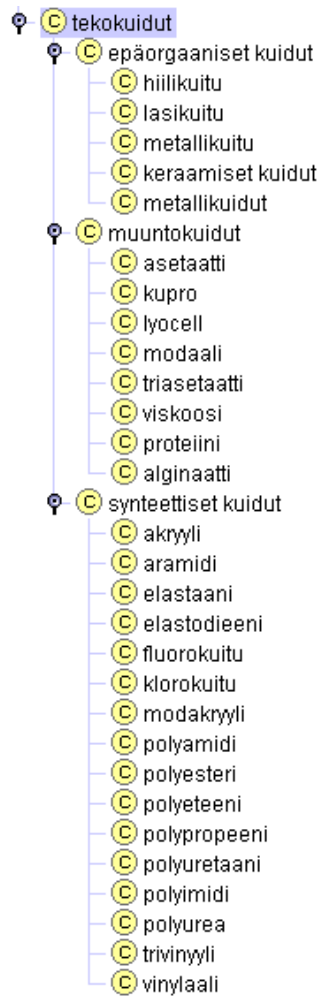 C tekokuidut
C epäorgaaniset kuidut
C hiilikuitu
C lasikuitu
C metallikuitu
C keraamiset kuidut
C metallikuidut
C muuntokuidut
C asetaatti
C kupro
C lyocell
C modaali
C triasetaatti
C viskoosi
C proteiini
C alginaatti
C synteettiset kuidut
C akryyli
C aramidi
C elastaani
C elastodieeni
C fluorokuitu
C klorokuitu
C modakryyli
C polyamidi
C polyesteri
C polyeteeni
C polypropeeni
C polyuretaani
C polyimidi
C polyurea
C trivinyyli
C vinylaali